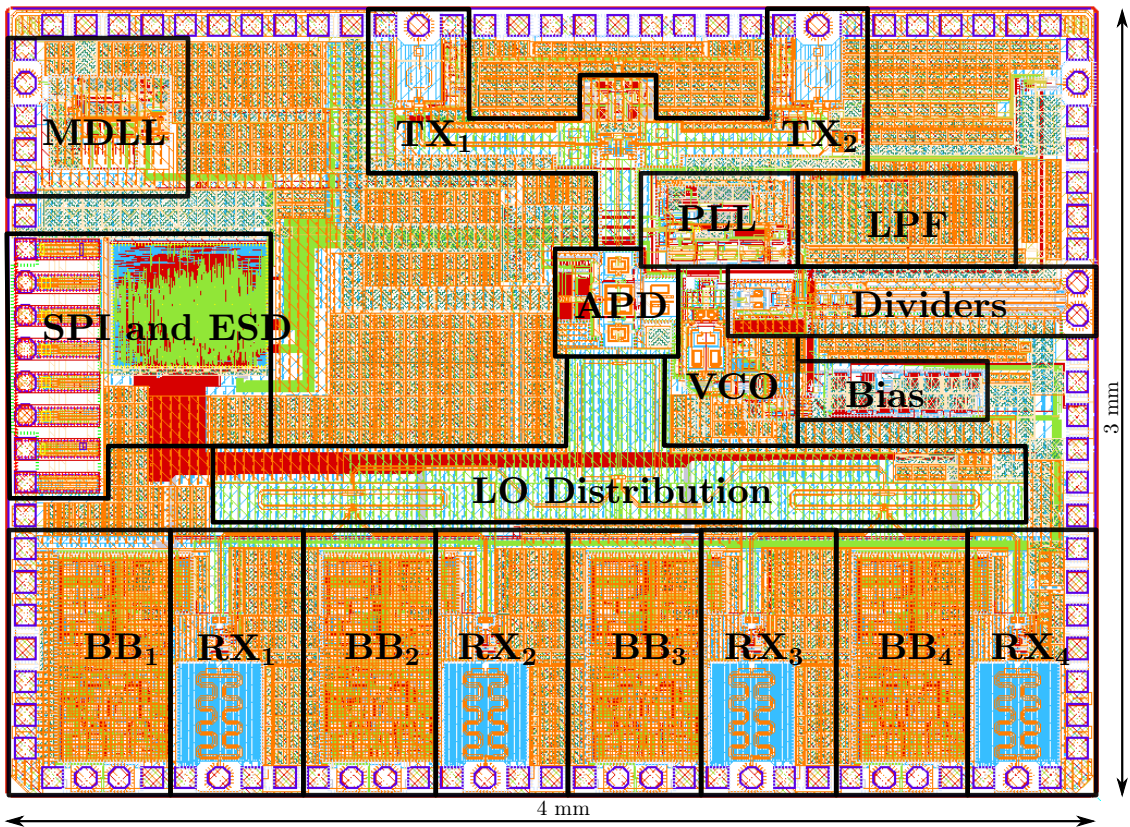 MDLL
TX1
TX2
PLL
LPF
SPI and ESD
APD
Dividers
VCO
Bias
3 mm
LO Distribution
BB1
RX1
BB2
RX2
BB3
RX3
BB4
RX4
4 mm